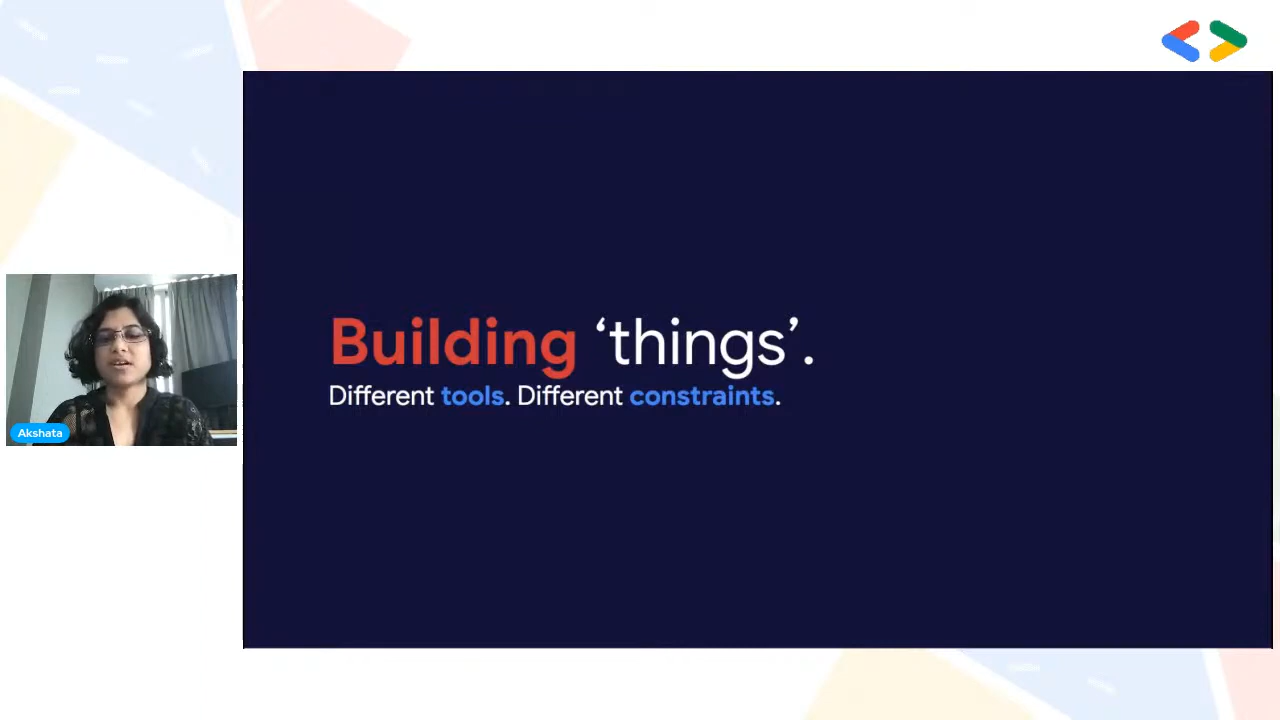 Building ‘things’.
Different tools. Different constraints.
Akshata